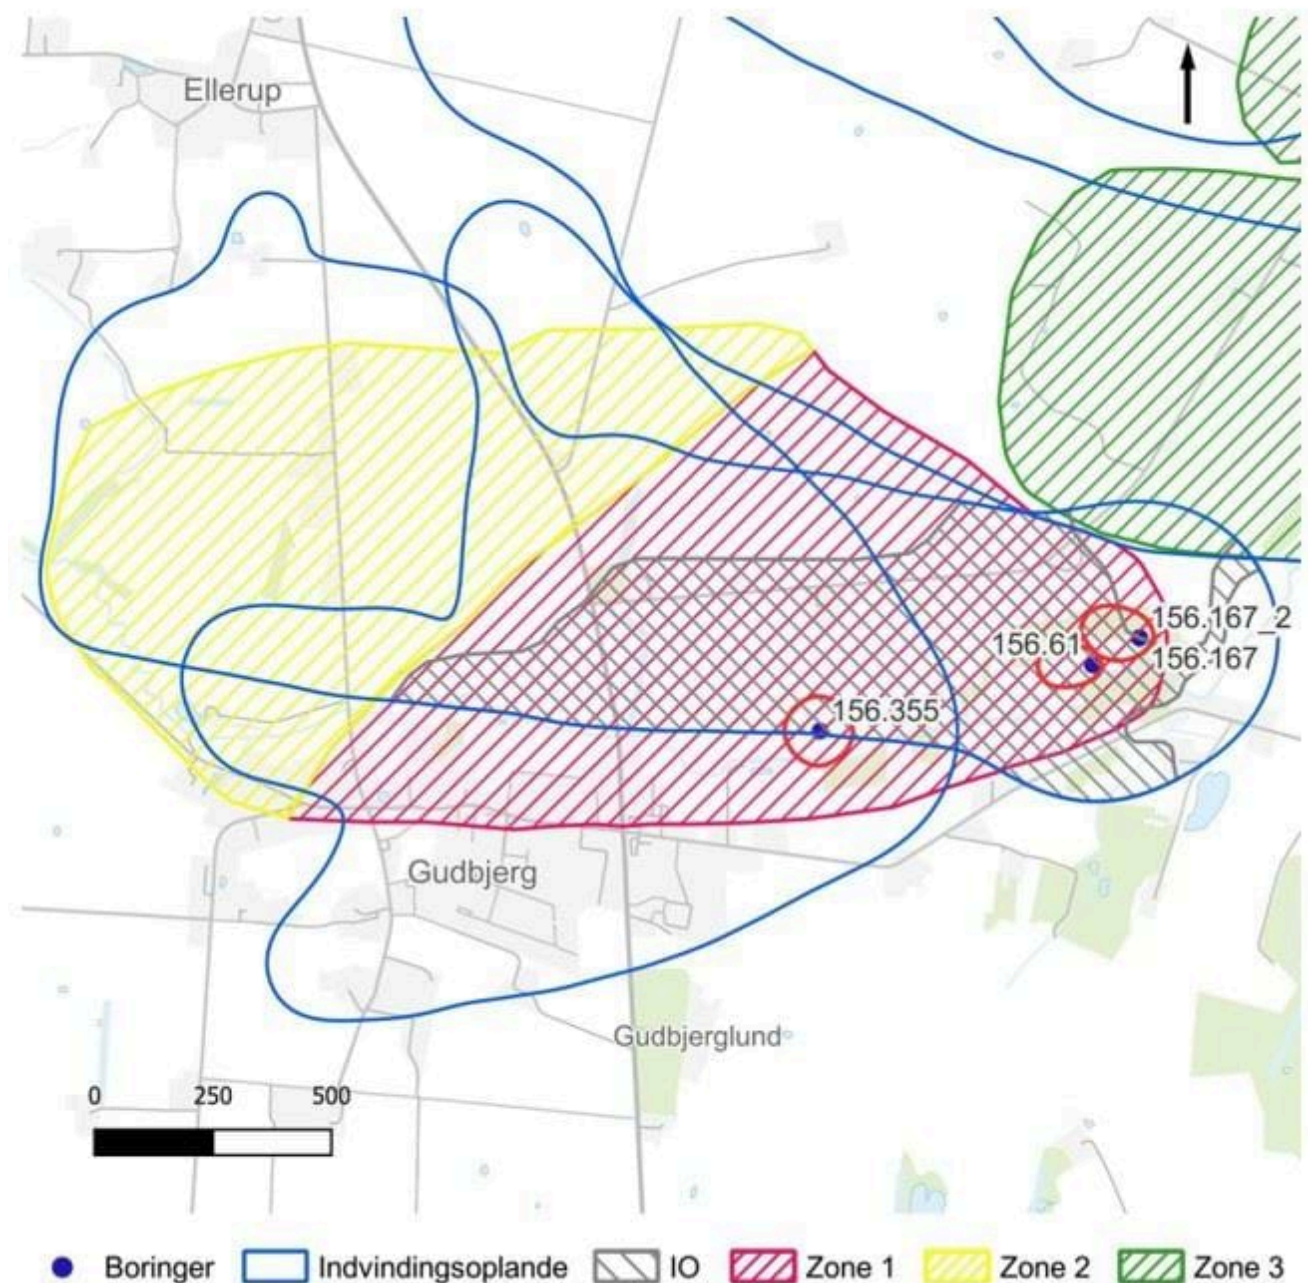 Ellerup
156.167_2
156.61
156.167
156.355
Gudbjerg
Gudbjerglund
0 250 500
Boringer Indvindingsoplande IO Zone 1 Zone 2 Zone 3